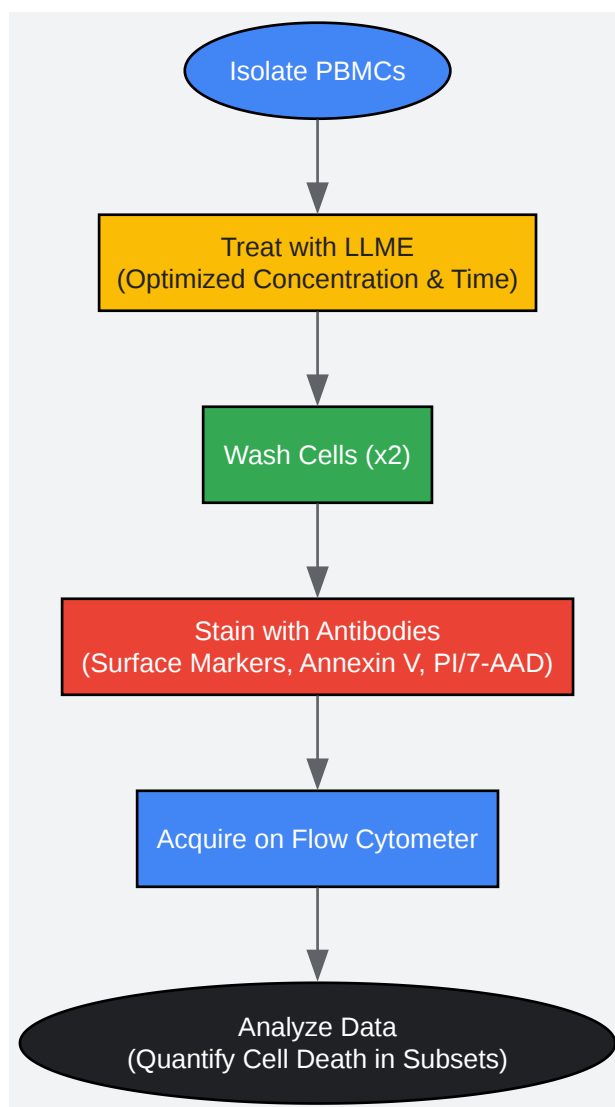 Isolate PBMCs
Treat with LLME
(Optimized Concentration & Time)
Wash Cells (x2)
Stain with Antibodies
(Surface Markers, Annexin V, PI/7-AAD)
Acquire on Flow Cytometer
Analyze Data
(Quantify Cell Death in Subsets)